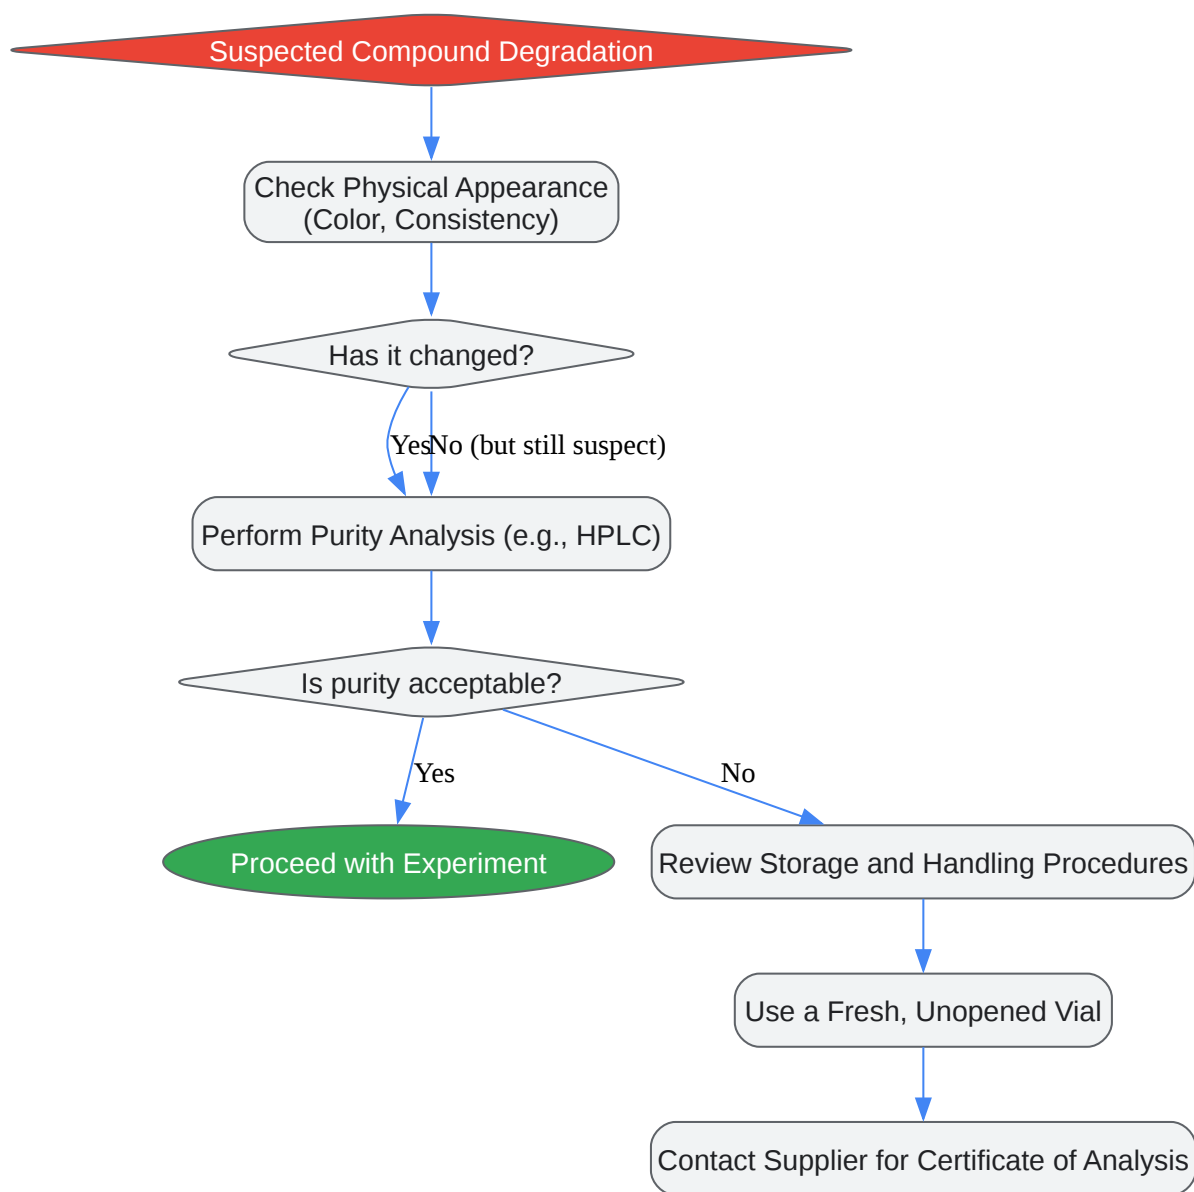 Suspected Compound Degradation
Check Physical Appearance
(Color, Consistency)
Has it changed?
Yes
No (but still suspect)
Perform Purity Analysis (e.g., HPLC)
Is purity acceptable?
Yes
No
Proceed with Experiment
Review Storage and Handling Procedures
Use a Fresh, Unopened Vial
Contact Supplier for Certificate of Analysis